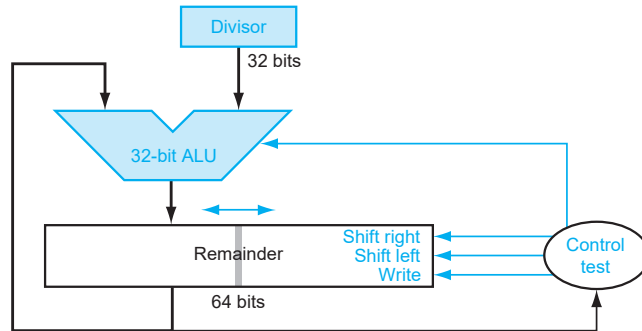 Divisor
32 bits
32-bit ALU
Remainder
Shift right
Shift left
Write
Control
test
64 bits